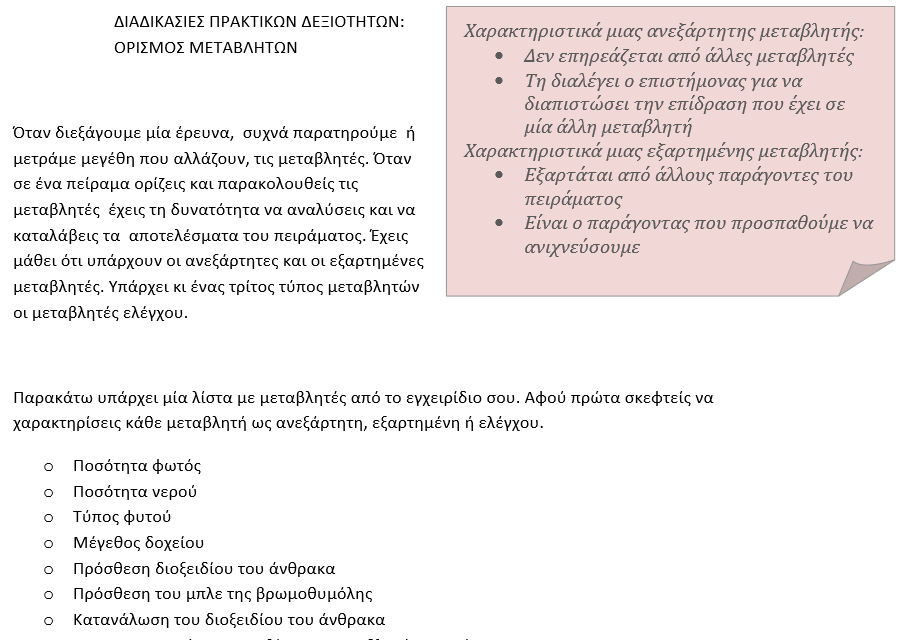 ΔΙΑΔΙΚΑΣΙΕΣ ΠΡΑΚΤΙΚΩΝ ΔΕΞΙΟΤΗΤΩΝ:
ΟΡΙΣΜΟΣ ΜΕΤΑΒΛΗΤΩΝ
Χαρακτηριστικά μιας ανεξάρτητης μεταβλητής:
• Δεν επηρεάζεται από άλλες μεταβλητές
• Τη διαλέγει ο επιστήμονας για να
διαπιστώσει την επίδραση που έχει σε
μία άλλη μεταβλητή
Χαρακτηριστικά μιας εξαρτημένης μεταβλητής:
• Εξαρτάται από άλλους παράγοντες του
πειράματος
• Είναι ο παράγοντας που προσπαθούμε να
ανιχνεύσουμε
Όταν διεξάγουμε μία έρευνα, συχνά παρατηρούμε ή
μετράμε μεγέθη που αλλάζουν, τις μεταβλητές. Όταν
σε ένα πείραμα ορίζεις και παρακολουθείς τις
μεταβλητές έχεις τη δυνατότητα να αναλύσεις και να
καταλάβεις τα αποτελέσματα του πειράματος. Έχεις
μάθει ότι υπάρχουν οι ανεξάρτητες και οι εξαρτημένες
μεταβλητές. Υπάρχει κι ένας τρίτος τύπος μεταβλητών
οι μεταβλητές ελέγχου.
Παρακάτω υπάρχει μία λίστα με μεταβλητές από το εγχειρίδιο σου. Αφού πρώτα σκεφτείς να
χαρακτηρίσεις κάθε μεταβλητή ως ανεξάρτητη, εξαρτημένη ή ελέγχου.
o Ποσότητα φωτός
o Ποσότητα νερού
o Τύπος φυτού
o Μέγεθος δοχείου
o Πρόσθεση διοξειδίου του άνθρακα
o Πρόσθεση του μπλε της βρωμοθυμόλης
o Κατανάλωση του διοξειδίου του άνθρακα